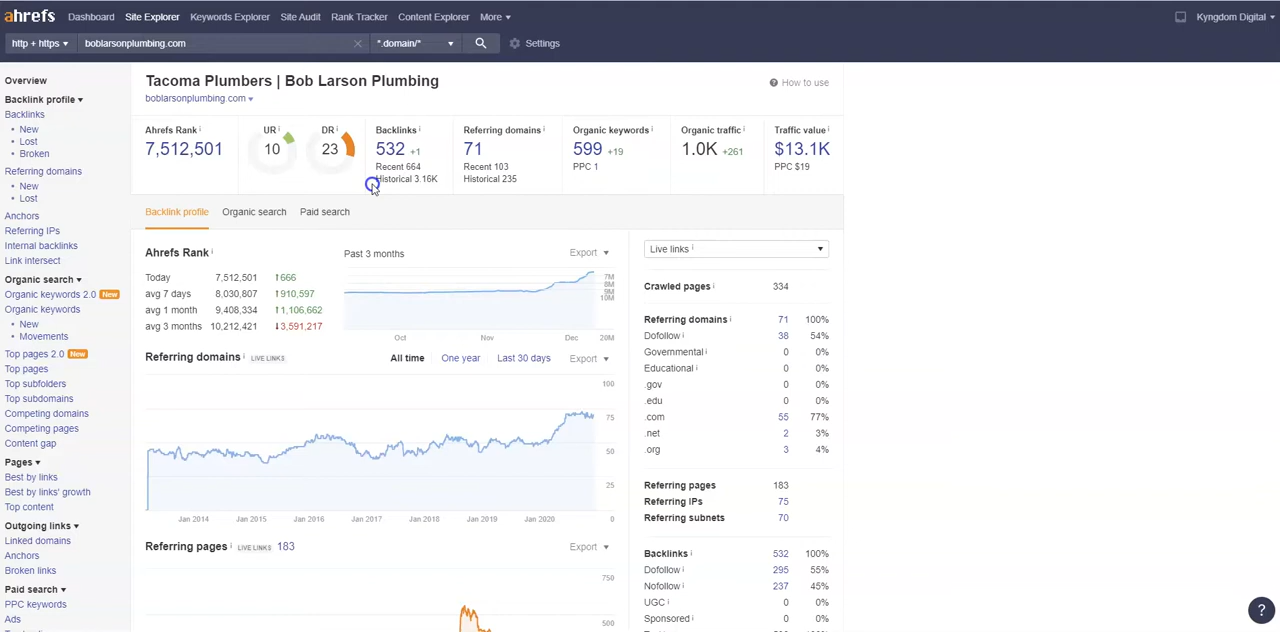 ahrefs Dashboard Site Explorer Keywords Explorer Site Audit Rank Tracker Content Explorer More Kyngdom Digital
http + https boblarsonplumbing.com *.domain/* Settings
Overview
Backlink profile
Backlinks
• New
• Lost
• Broken
Referring domains
• New
• Lost
Anchors
Referring IPs
Internal backlinks
Link intersect
Organic search
Organic keywords 2.0 New
Organic keywords
• New
• Movements
Top pages 2.0 New
Top pages
Top subfolders
Top subdomains
Competing domains
Competing pages
Content gap
Pages
Best by links
Best by links' growth
Top content
Outgoing links
Linked domains
Anchors
Broken links
Paid search
PPC keywords
Ads
Tacoma Plumbers | Bob Larson Plumbing
How to use
boblarsonplumbing.com
Ahrefs Rank
7,512,501
UR
10
DR
23
Backlinks
532 +1
Recent 664
Historical 3.16K
Referring domains
71
Recent 103
Historical 235
Organic keywords
599 +19
PPC 1
Organic traffic
1.0K +261
Traffic value
$13.1K
PPC $19
Backlink profile Organic search Paid search
Ahrefs Rank Past 3 months Export
Today 7,512,501 ↑666
avg 7 days 8,030,807 ↑910,597
avg 1 month 9,408,334 ↑1,106,662
avg 3 months 10,212,421 ↓3,591,217
7M
8M
9M
10M
20M
Oct Nov Dec
Referring domains LIVE LINKS All time One year Last 30 days Export
100
75
50
25
0
Jan 2014 Jan 2015 Jan 2016 Jan 2017 Jan 2018 Jan 2019 Jan 2020
Referring pages LIVE LINKS 183 Export
750
500
Live links
Crawled pages 334
Referring domains 71 100%
Dofollow 38 54%
Governmental 0 0%
Educational 0 0%
.gov 0 0%
.edu 0 0%
.com 55 77%
.net 2 3%
.org 3 4%
Referring pages 183
Referring IPs 75
Referring subnets 70
Backlinks 532 100%
Dofollow 295 55%
Nofollow 237 45%
UGC 0 0%
Sponsored 0 0%
?